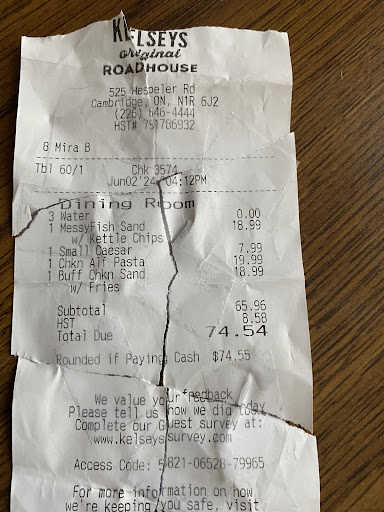 KELSEYS
original
ROADHOUSE
525 Hespeler Rd
Cambridge, ON, N1R 6J2
(226) 646-4444
HST# 751786932
8 Mira B
Tbl 60/1 Chk 3574
Jun02'24 04:12PM
Dining Room
3 Water 0.00
1 MessyFish Sand 18.99
w/ Kettle Chips
1 Small Caesar 7.99
1 Chkn Alf Pasta 19.99
1 Buff Chkn Sand 18.99
w/ Fries
Subtotal 65.96
HST 8.58
Total Due 74.54
Rounded if Paying Cash $74.55
We value your feedback
Please tell us how we did today
Complete our Guest survey at:
www.kelseyssurvey.com
Access Code: 5821-06528-79965
For more information on how
we're keeping you safe, visit